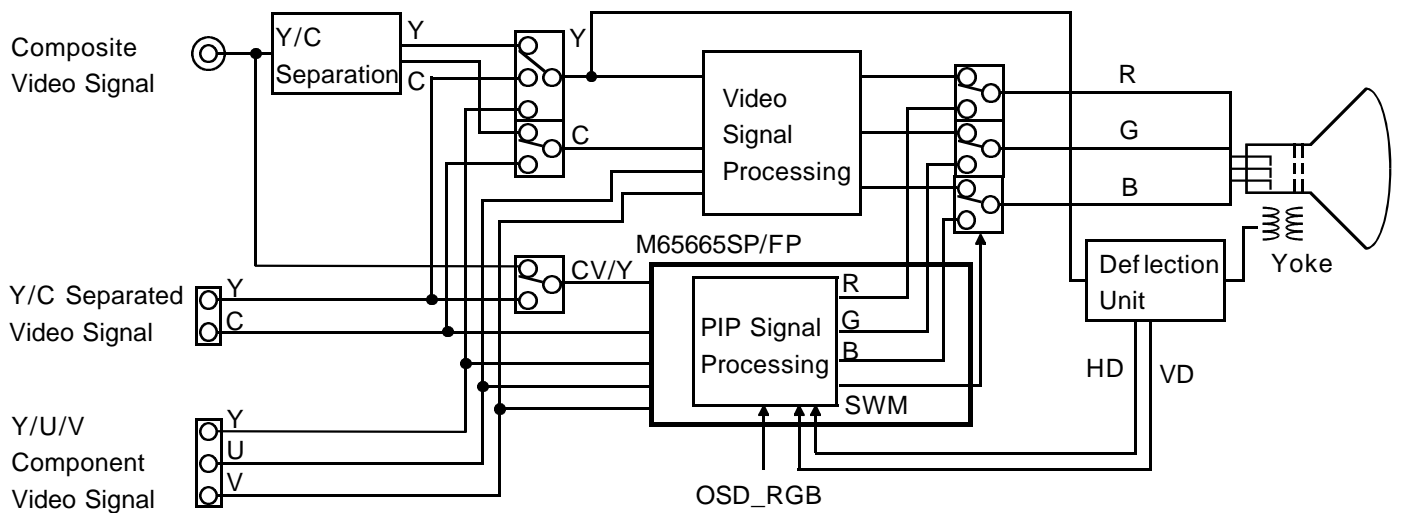 Composite
Video Signal
Y/C
Separation
Y
C
Y
C
Video
Signal
Processing
R
G
B
M65665SP/FP
CV/Y
Y/C Separated
Video Signal
Y
C
PIP Signal
Processing
R
G
B
SWM
Deflection
Unit
Yoke
HD
VD
Y/U/V
Component
Video Signal
Y
U
V
OSD_RGB